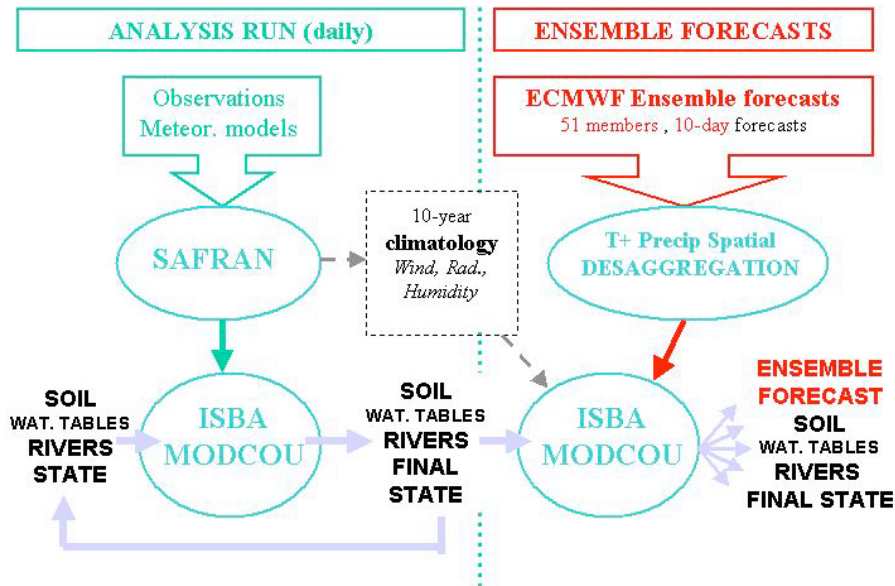 ANALYSIS RUN (daily)
Observations
Meteor. models
SAFRAN
10-year
climatology
Wind, Rad.,
Humidity
SOIL
WAT. TABLES
RIVERS
STATE
ISBA
MODCOU
SOIL
WAT. TABLES
RIVERS
FINAL
STATE
ENSEMBLE FORECASTS
ECMWF Ensemble forecasts
51 members , 10-day forecasts
T+ Precip Spatial
DESAGGREGATION
ISBA
MODCOU
ENSEMBLE
FORECAST
SOIL
WAT. TABLES
RIVERS
FINAL STATE